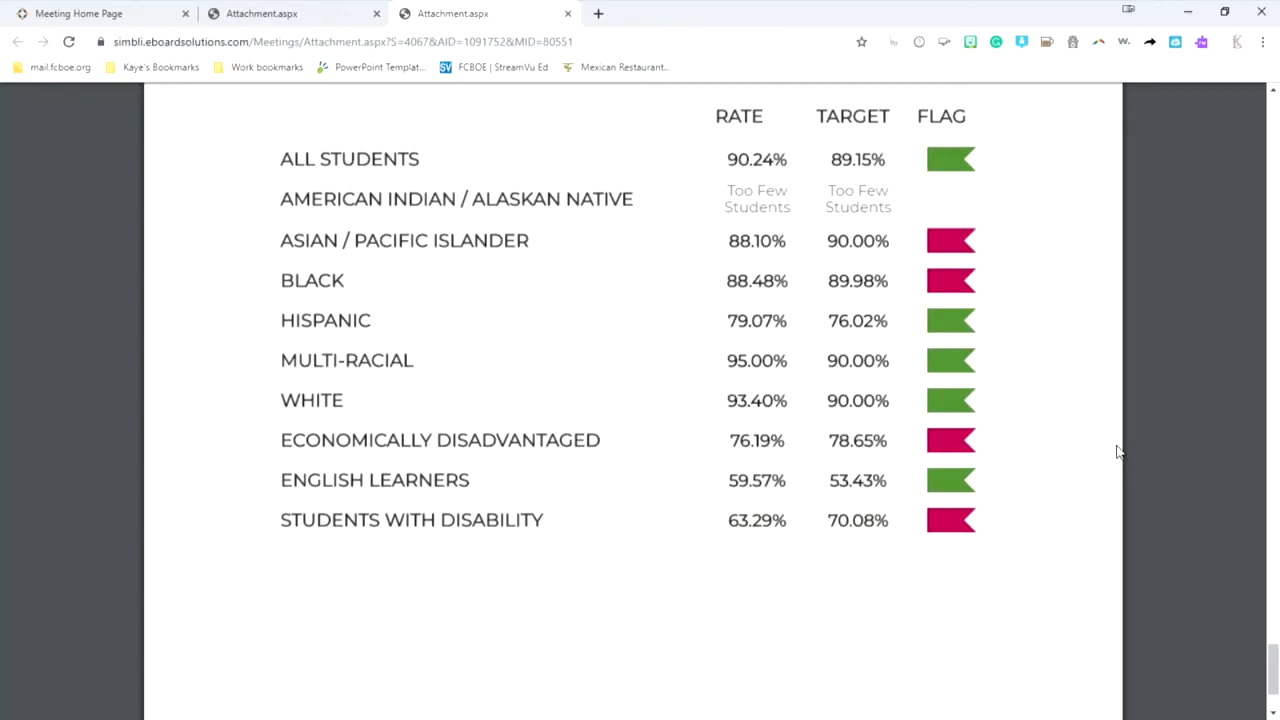 Meeting Home Page
Attachment.aspx
Attachment.aspx
simbli.eboardsolutions.com/Meetings/Attachment.aspx?S=4067&AID=1091752&MID=80551
mail.fcboe.org
Kaye's Bookmarks
Work bookmarks
PowerPoint Templat...
SV FCBOE | StreamVu Ed
Mexican Restaurant...
RATE TARGET FLAG
ALL STUDENTS 90.24% 89.15%
AMERICAN INDIAN / ALASKAN NATIVE Too Few Students Too Few Students
ASIAN / PACIFIC ISLANDER 88.10% 90.00%
BLACK 88.48% 89.98%
HISPANIC 79.07% 76.02%
MULTI-RACIAL 95.00% 90.00%
WHITE 93.40% 90.00%
ECONOMICALLY DISADVANTAGED 76.19% 78.65%
ENGLISH LEARNERS 59.57% 53.43%
STUDENTS WITH DISABILITY 63.29% 70.08%